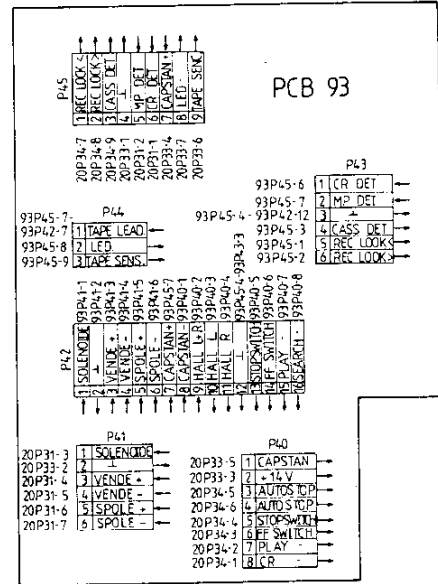 PCB 93
P45
1 REC LOCK <
2 REC LOCK >
3 CASS DET
4 ⊥
5 MP DET
6 CR DET
7 CAPSTAN +
8 LED -
9 TAPE SENC
20P34-7
20P34-8
20P34-9
20P33-1
20P31-2
20P31-1
20P33-4
20P33-7
20P33-6
P43
93P45-6 1 CR DET
93P45-7 2 MP DET
93P45-4 - 93P42-12 3 ⊥
93P45-3 4 CASS DET
93P45-1 5 REC LOOK<
93P45-2 6 REC LOOK>
P44
93P45-7-
93P42-7 1 TAPE LEAD.
93P45-8 2 LED.
93P45-9 3 TAPE SENS.
P42
93P41-1
93P41-2
93P41-3
93P41-4
93P41-5
93P41-6
93P45-7
93P40-1
93P40-2
93P40-3
93P40-4
93P45-4-93P43-3
93P40-5
93P40-6
93P40-7
93P40-8
1 SOLENOIDE
2 ⊥
3 VENDE +
4 VENDE -
5 SPOLE +
6 SPOLE -
7 CAPSTAN+
8 CAPSTAN-
9 HALL L+R
10 HALL L
11 HALL R
12 ⊥
13 STOPSWITCH
14 FF SWITCH
15 PLAY -
16 SEARCH -
P41
20P31-3 1 SOLENOIDE
20P33-2 2 ⊥
20P31-4 3 VENDE +
20P31-5 4 VENDE -
20P31-6 5 SPOLE +
20P31-7 6 SPOLE -
P40
20P33-5 1 CAPSTAN
20P33-3 2 +14V
20P34-5 3 AUTOSTOP
20P34-6 4 AUTOSTOP
20P34-4 5 STOPSWITCH
20P34-3 6 FF SWITCH
20P34-2 7 PLAY -
20P34-1 8 CR -